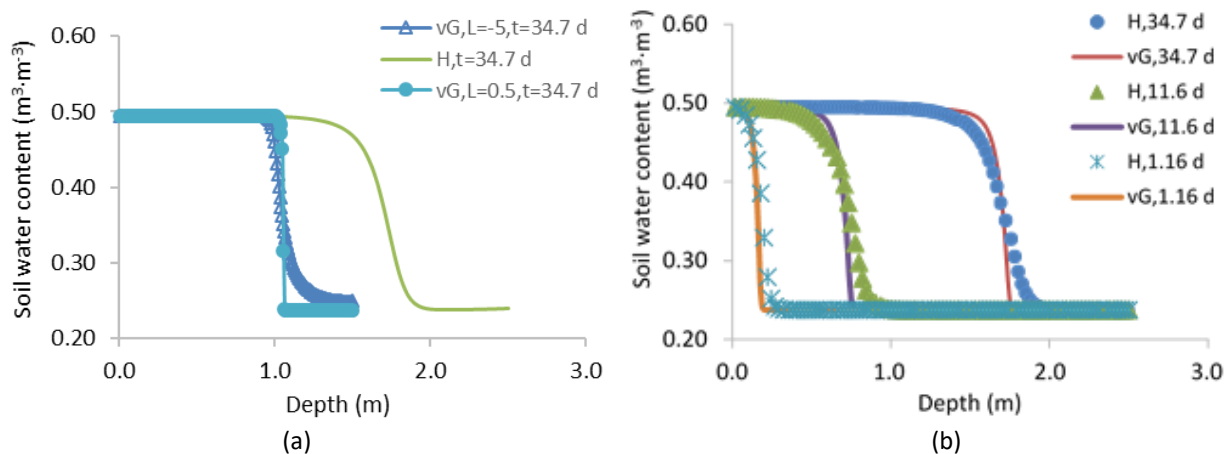 0.60
0.50
0.40
0.30
0.20
Soil water content (m³·m⁻³)
vG,L=-5,t=34.7 d
H,t=34.7 d
vG,L=0.5,t=34.7 d
0.0
1.0
2.0
3.0
Depth (m)
(a)
0.60
0.50
0.40
0.30
0.20
Soil water content (m³·m⁻³)
H,34.7 d
vG,34.7 d
H,11.6 d
vG,11.6 d
H,1.16 d
vG,1.16 d
0.0
1.0
2.0
3.0
Depth (m)
(b)